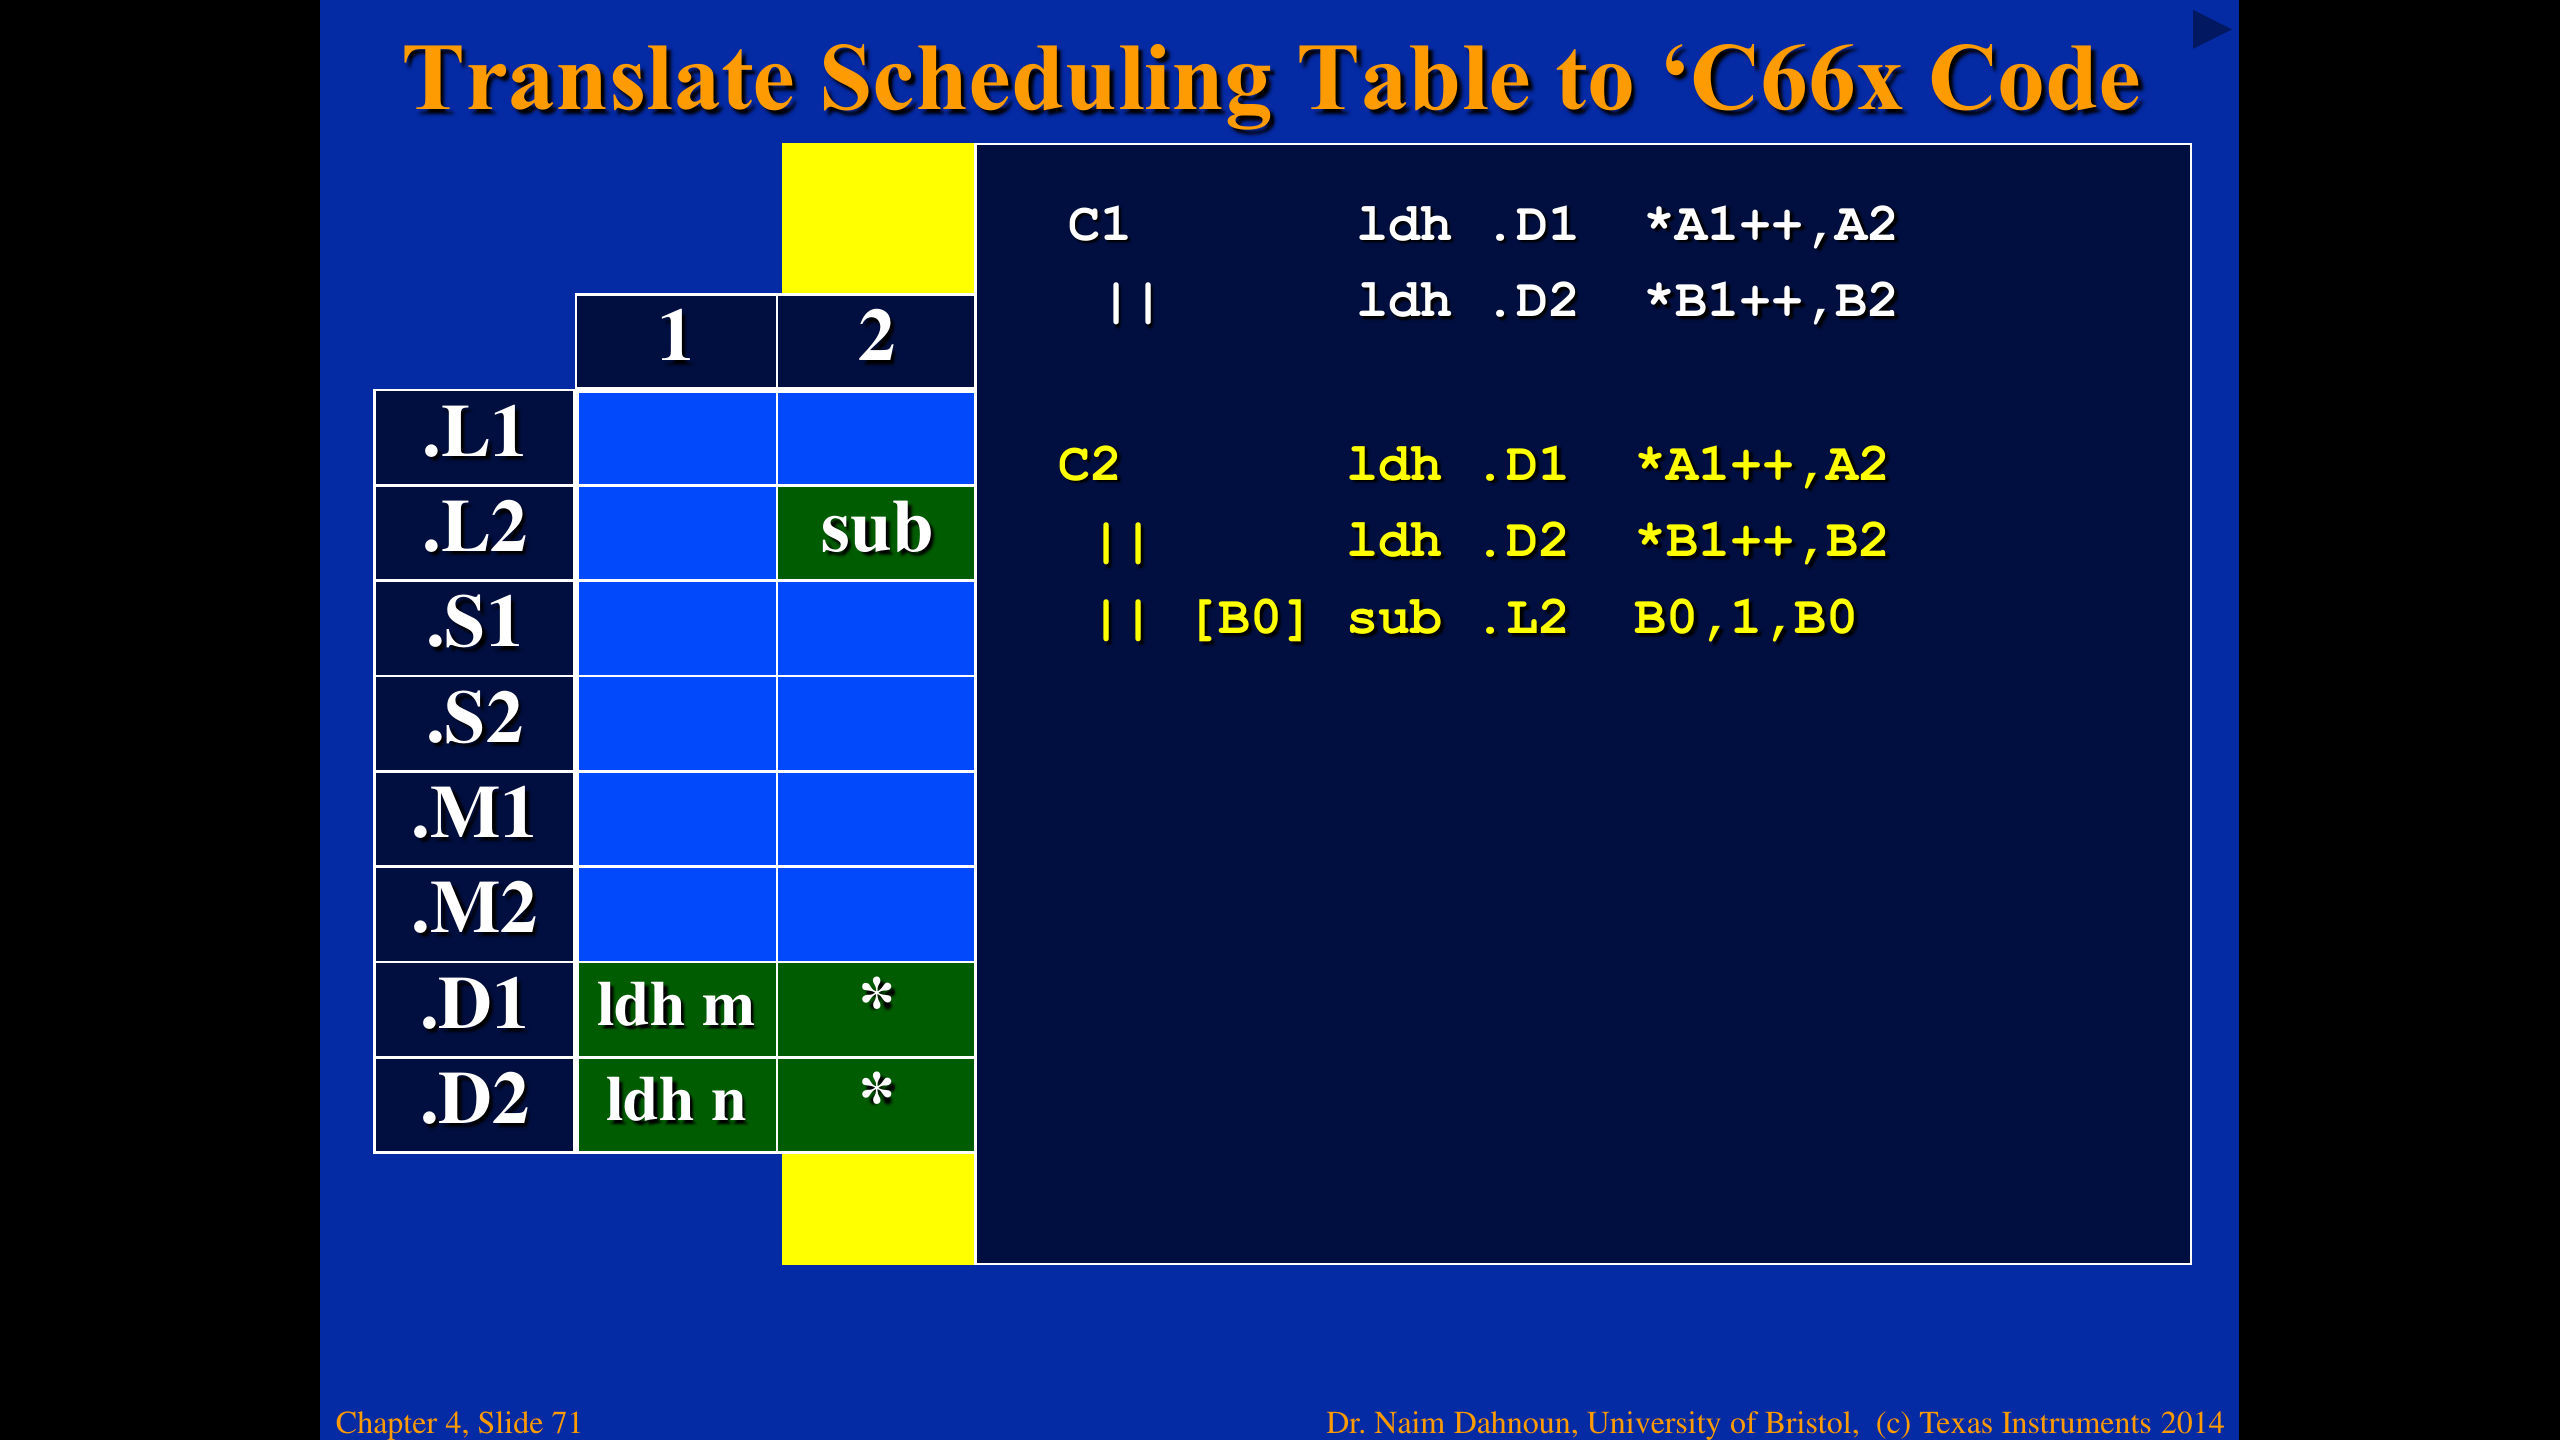 Translate Scheduling Table to ‘C66x Code
1 2
.L1
.L2 sub
.S1
.S2
.M1
.M2
.D1 ldh m *
.D2 ldh n *
C1 ldh .D1 *A1++,A2
|| ldh .D2 *B1++,B2
C2 ldh .D1 *A1++,A2
|| ldh .D2 *B1++,B2
|| [B0] sub .L2 B0,1,B0
Chapter 4, Slide 71
Dr. Naim Dahnoun, University of Bristol, (c) Texas Instruments 2014